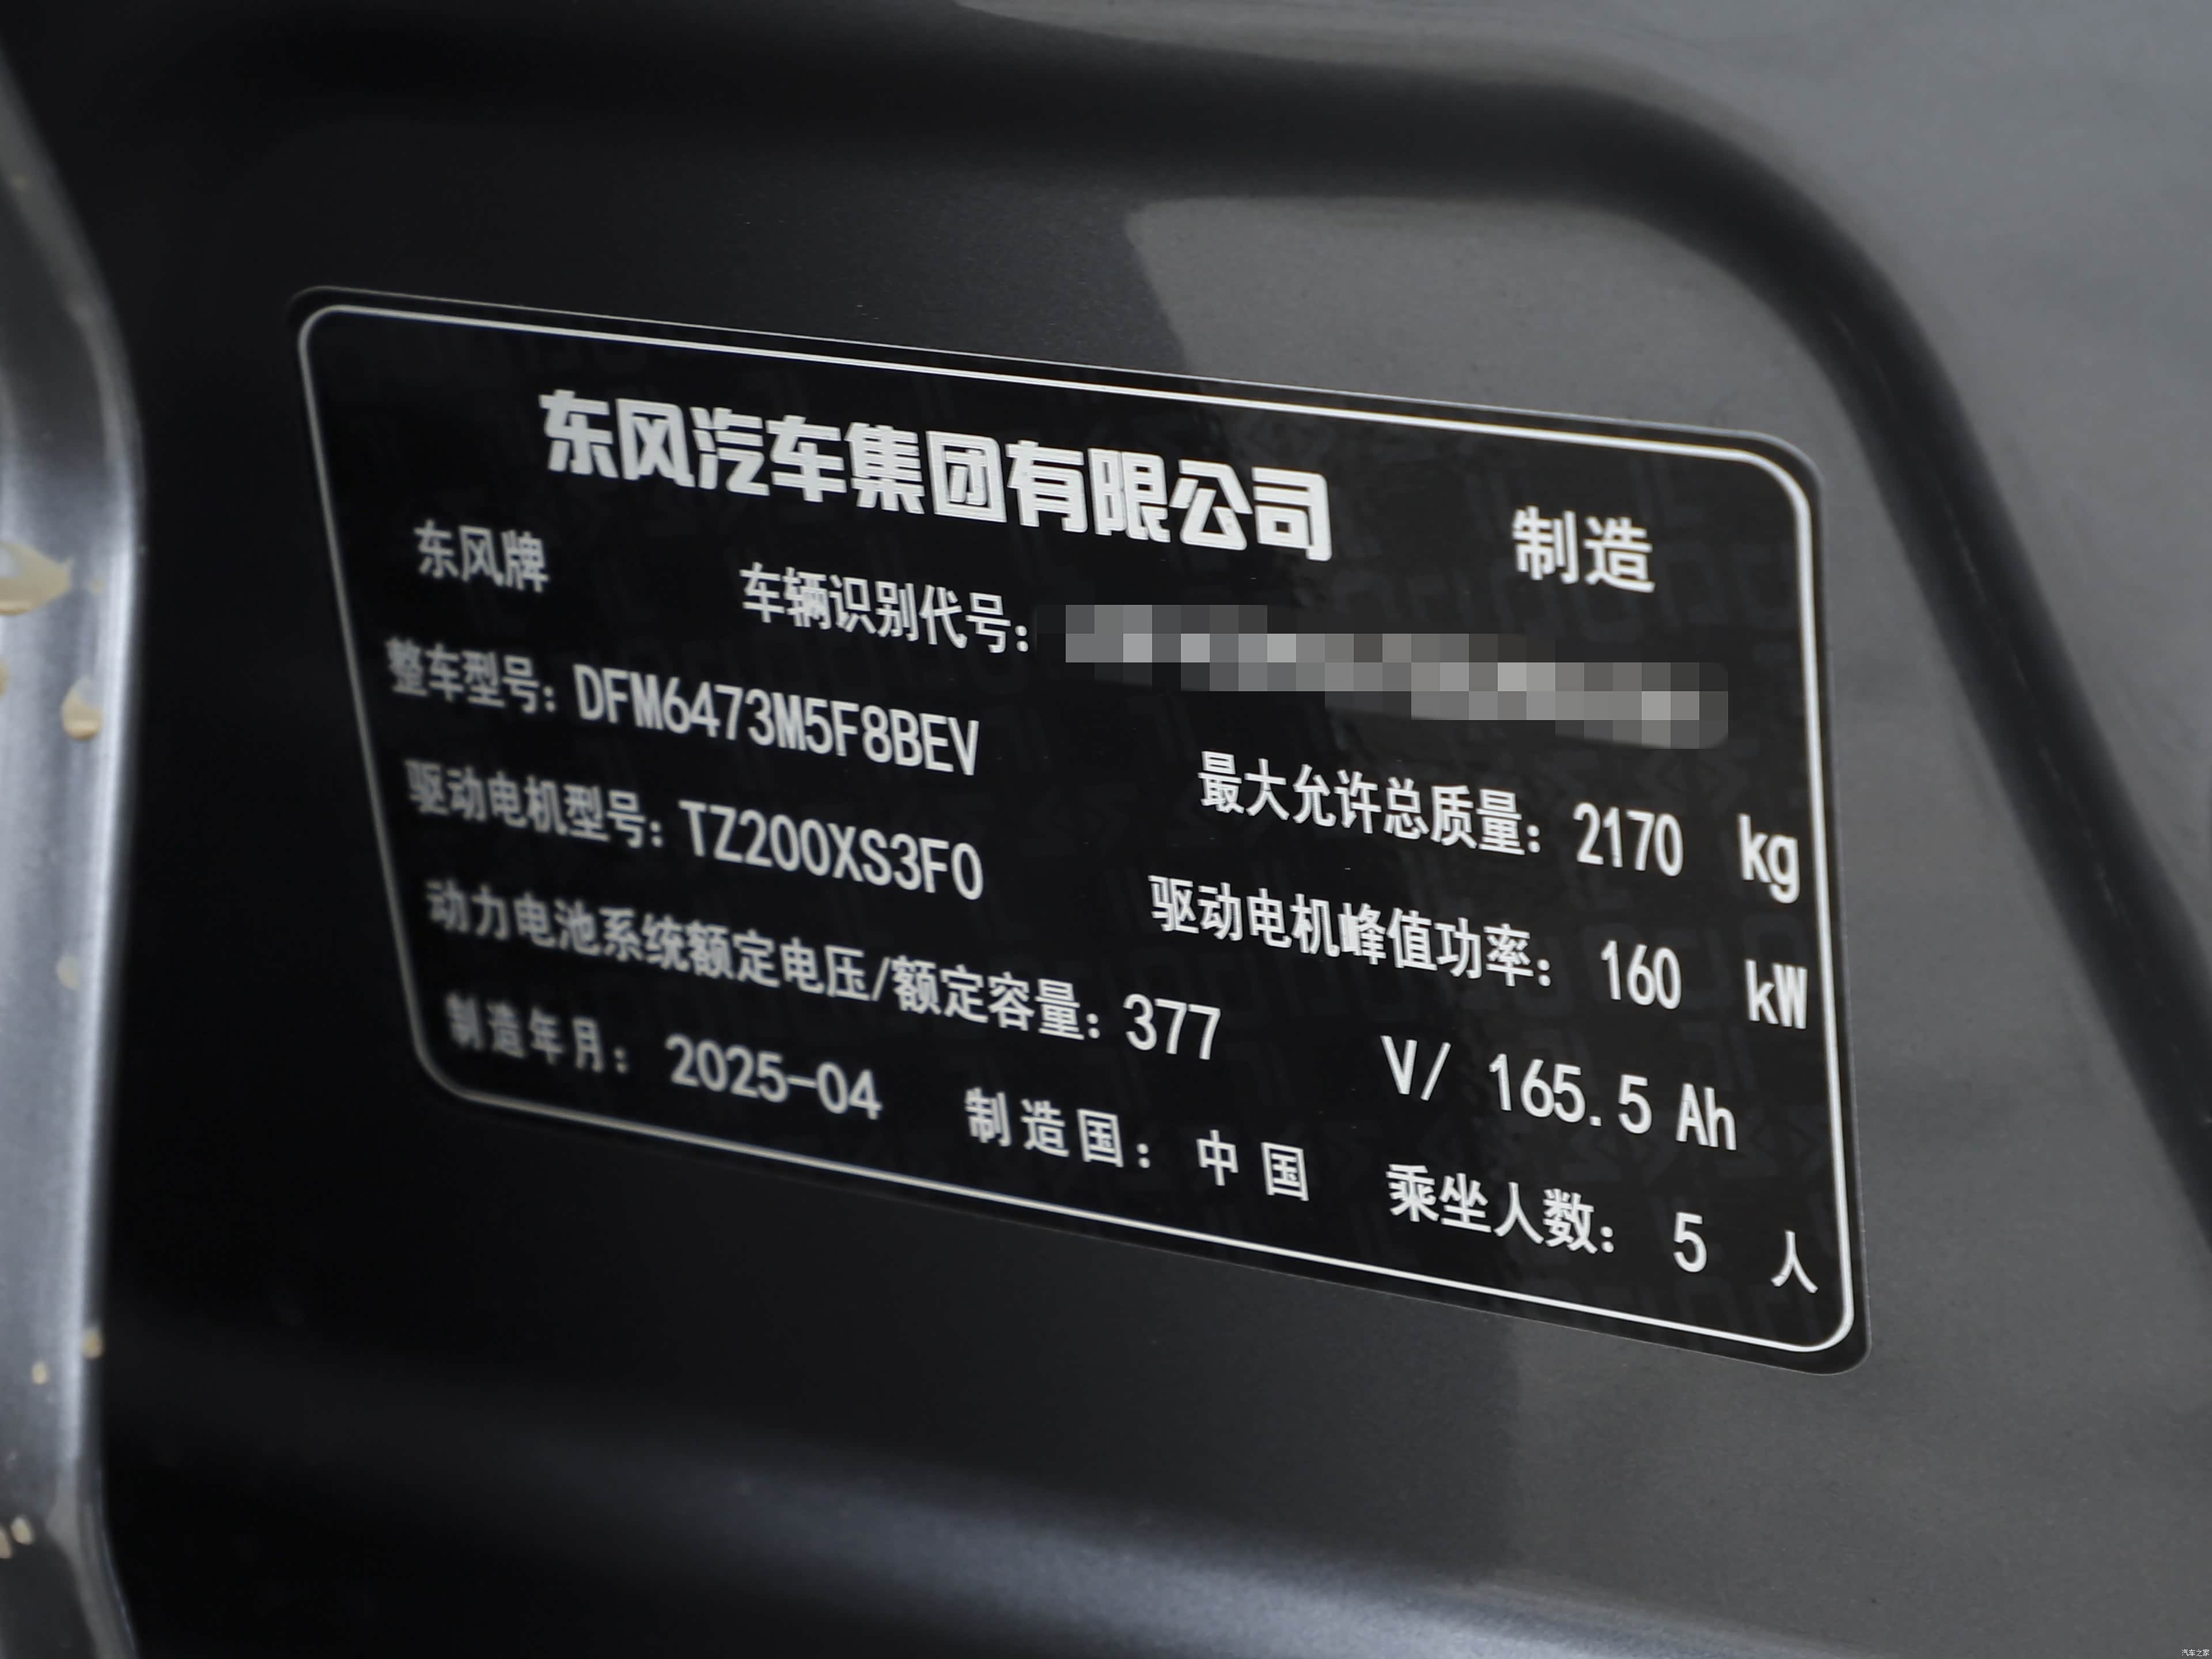 东风汽车集团有限公司 制造
东风牌 车辆识别代号:
整车型号: DFM6473M5F8BEV 最大允许总质量: 2170 kg
驱动电机型号: TZ200XS3F0 驱动电机峰值功率: 160 kW
动力电池系统额定电压/额定容量: 377 V/ 165.5 Ah
制造年月: 2025-04 制造国: 中国 乘坐人数: 5 人
汽车之家